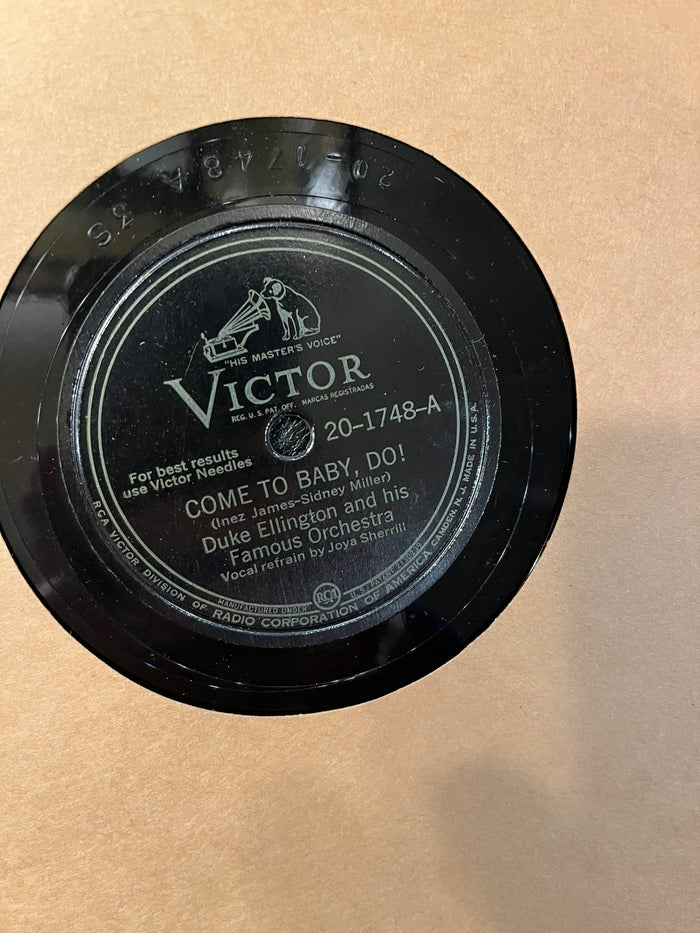 20-1748A 3S
"HIS MASTER'S VOICE"
VICTOR
REG. U.S. PAT. OFF. MARCAS REGISTRADAS
20-1748-A
For best results
use Victor Needles
COME TO BABY, DO!
(Inez James-Sidney Miller)
Duke Ellington and his
Famous Orchestra
Vocal refrain by Joya Sherrill
MANUFACTURED UNDER RCA U.S. PATENT
RCA VICTOR DIVISION OF RADIO CORPORATION OF AMERICA CAMDEN, N. J. MADE IN U.S.A.